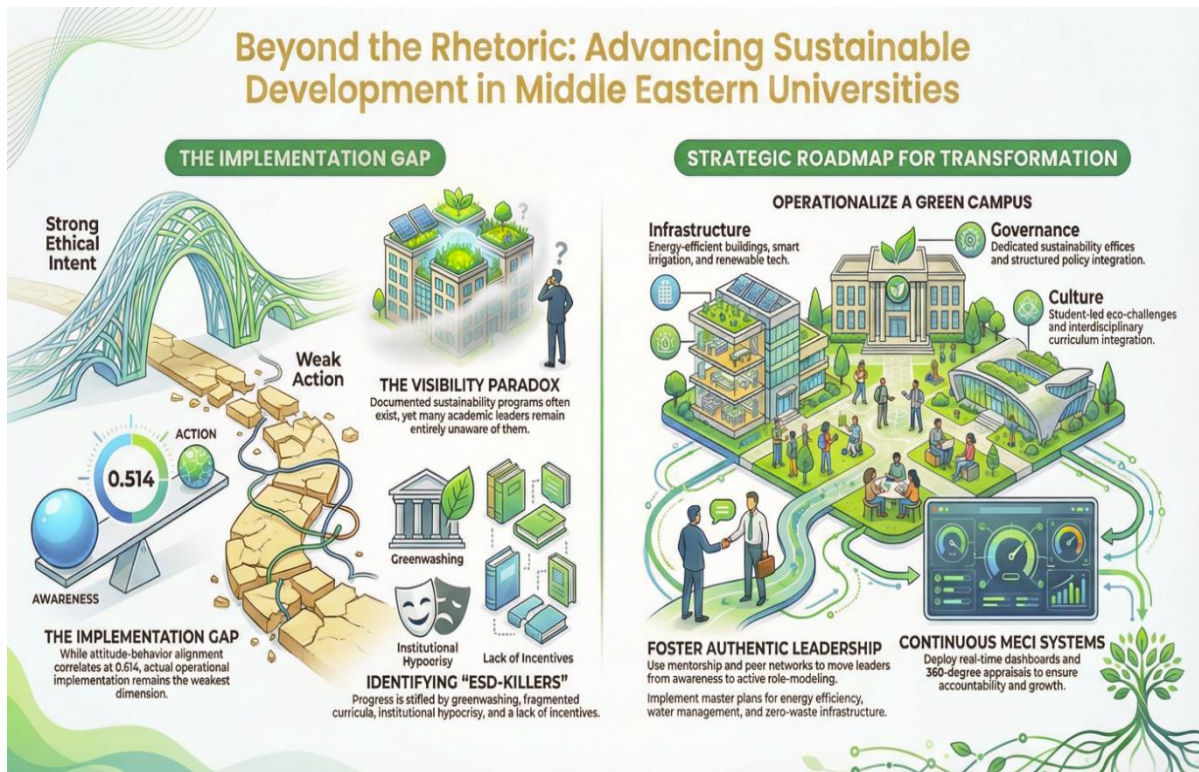 Beyond the Rhetoric: Advancing Sustainable
Development in Middle Eastern Universities
THE IMPLEMENTATION GAP
Strong
Ethical
Intent
Weak
Action
ACTION
0.514
AWARENESS
THE IMPLEMENTATION GAP
While attitude-behavior alignment
correlates at 0.614, actual operational
implementation remains the weakest
dimension.
?
?
THE VISIBILITY PARADOX
Documented sustainability programs often
exist, yet many academic leaders remain
entirely unaware of them.
Greenwashing
Institutional
Hypoorisy
Lack of Incentives
IDENTIFYING “ESD-KILLERS”
Progress is stifled by greenwashing, fragmented
curricula, institutional hypocrisy, and a lack of incentives.
STRATEGIC ROADMAP FOR TRANSFORMATION
OPERATIONALIZE A GREEN CAMPUS
Infrastructure
Energy-efficient buildings, smart
irrigation, and renewable tech.
Governance
Dedicated sustainability effices
and structured policy integration.
Culture
Student-led eco-challenges
and interdisciplinary
curriculum integration.
FOSTER AUTHENTIC LEADERSHIP
Use mentorship and peer networks to move leaders
from awareness to active role-modeling.
Implement master plans for energy efficiency,
water management, and zero-waste infrastructure.
CONTINUOUS MECI SYSTEMS
Deploy real-time dashboards and
360-degree appraisals to ensure
accountability and growth.